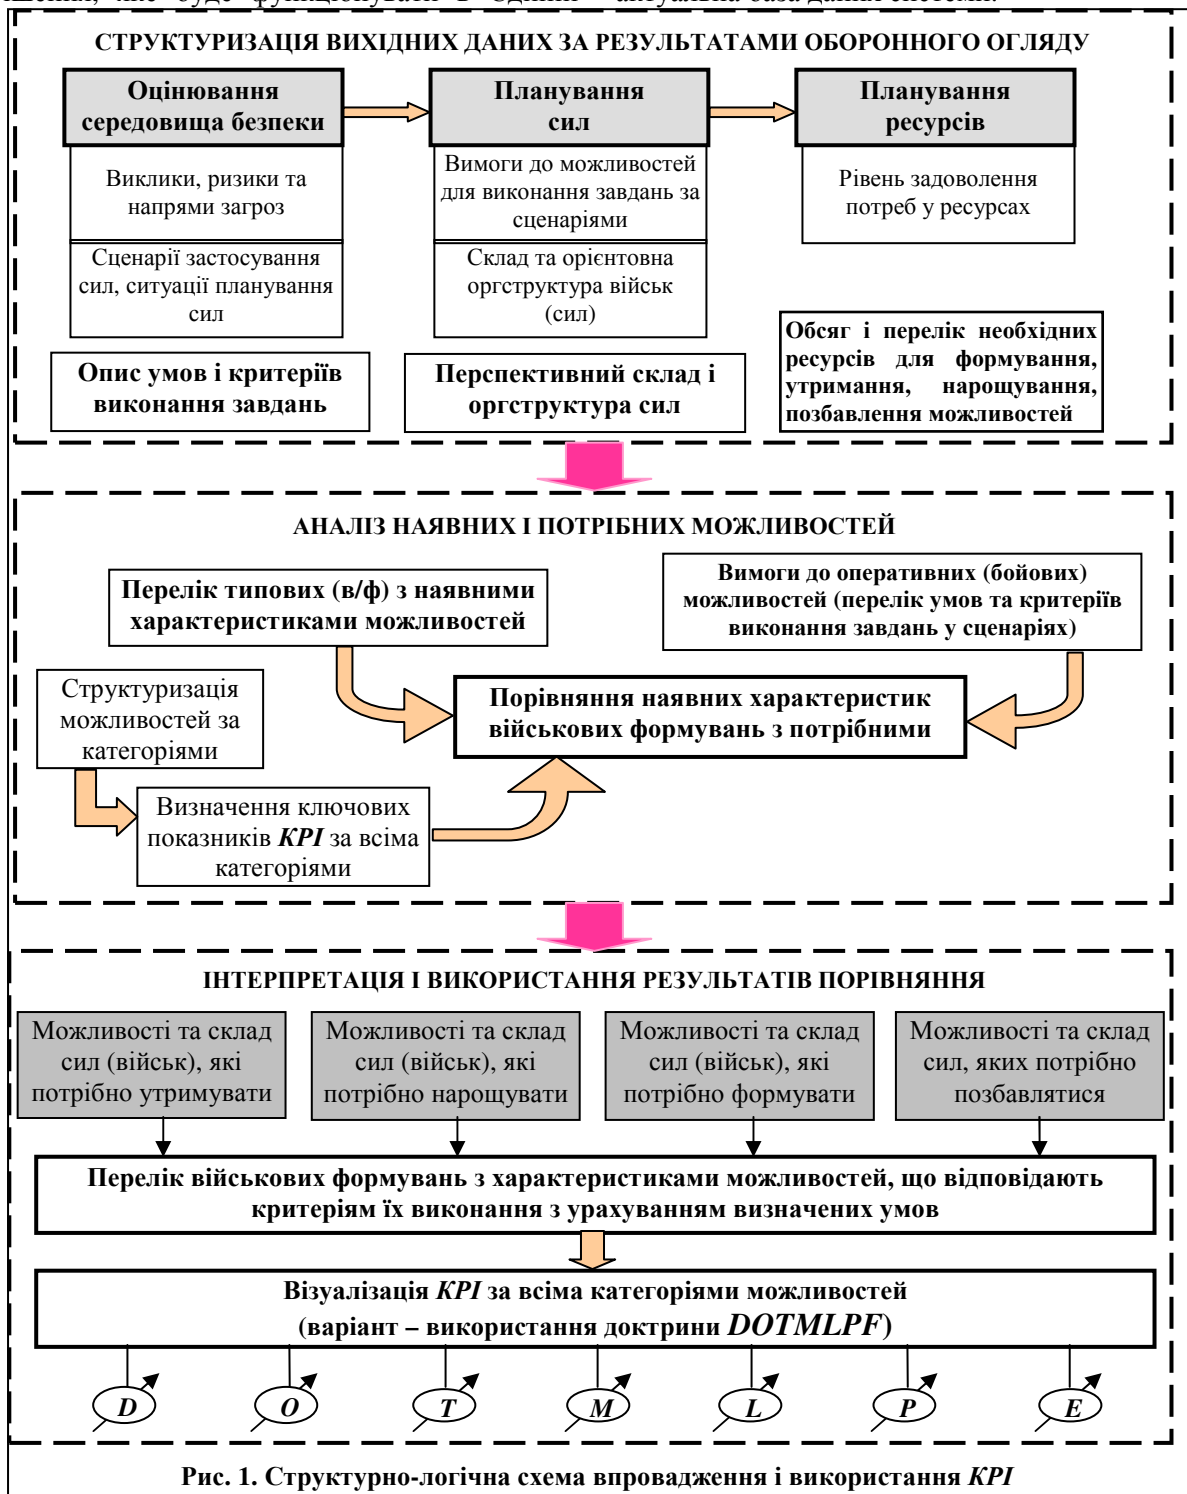 актуальна база даних системи.
СТРУКТУРИЗАЦІЯ ВИХІДНИХ ДАНИХ ЗА РЕЗУЛЬТАТАМИ ОБОРОННОГО ОГЛЯДУ
Оцінювання
середовища безпеки
Планування
сил
Планування
ресурсів
Виклики, ризики та
напрями загроз
Вимоги до можливостей
для виконання завдань за
сценаріями
Рівень задоволення
потреб у ресурсах
Сценарії застосування
сил, ситуації планування
сил
Склад та орієнтовна
оргструктура військ
(сил)
Опис умов і критеріїв
виконання завдань
Перспективний склад і
оргструктура сил
Обсяг і перелік необхідних
ресурсів для формування,
утримання, нарощування,
позбавлення можливостей
АНАЛІЗ НАЯВНИХ І ПОТРІБНИХ МОЖЛИВОСТЕЙ
Перелік типових (в/ф) з наявними
характеристиками можливостей
Вимоги до оперативних (бойових)
можливостей (перелік умов та критеріїв
виконання завдань у сценаріях)
Структуризація
можливостей за
категоріями
Порівняння наявних характеристик
військових формувань з потрібними
Визначення ключових
показників KPI за всіма
категоріями
ІНТЕРПРЕТАЦІЯ І ВИКОРИСТАННЯ РЕЗУЛЬТАТІВ ПОРІВНЯННЯ
Можливості та склад
сил (військ), які
потрібно утримувати
Можливості та склад
сил (військ), які
потрібно нарощувати
Можливості та склад
сил (військ), які
потрібно формувати
Можливості та склад
сил, яких потрібно
позбавлятися
Перелік військових формувань з характеристиками можливостей, що відповідають
критеріям їх виконання з урахуванням визначених умов
Візуалізація KPI за всіма категоріями можливостей
(варіант – використання доктрини DOTMLPF)
D O T M L P E
Рис. 1. Структурно-логічна схема впровадження і використання KPI